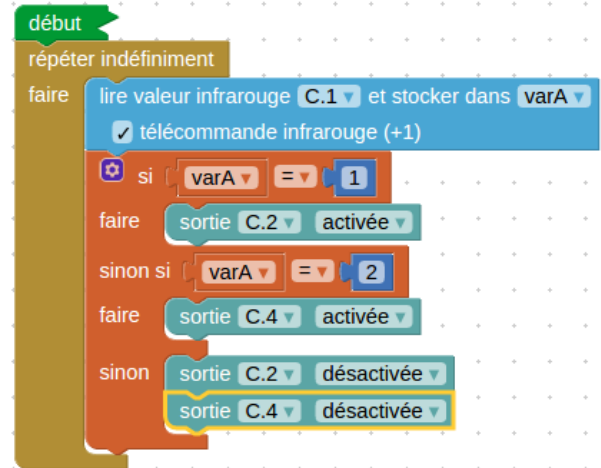 début
répéter indéfiniment
faire lire valeur infrarouge C.1 et stocker dans varA
télécommande infrarouge (+1)
si varA = 1
faire sortie C.2 activée
sinon si varA = 2
faire sortie C.4 activée
sinon sortie C.2 désactivée
sortie C.4 désactivée